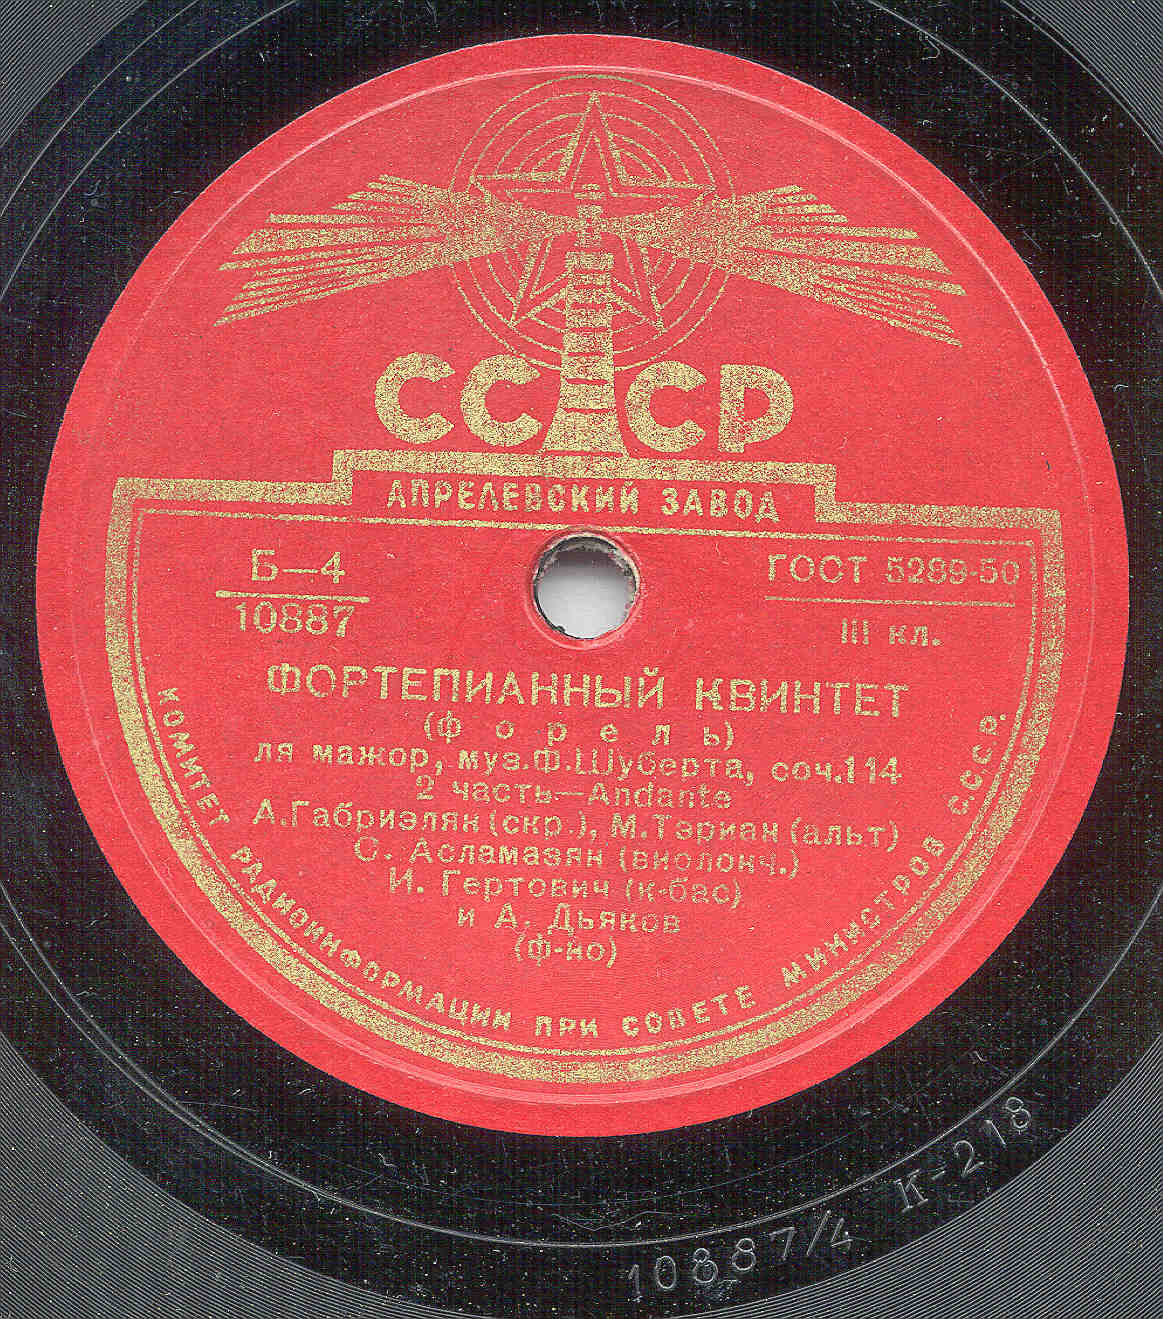 СССР
АПРЕЛЕВСКИЙ ЗАВОД
Б—4
10887
ГОСТ 5289-50
III кл.
ФОРТЕПИАННЫЙ КВИНТЕТ
(Форель)
ля мажор, муз.Ф.Шуберта, соч.114
2 часть—Andante
А.Габриэлян (скр.), М.Тэриан (альт)
С. Асламазян (виолонч.)
И. Гертович (к-бас)
и А. Дьяков
(ф-но)
КОМИТЕТ РАДИОИНФОРМАЦИИ ПРИ СОВЕТЕ МИНИСТРОВ С.С.С.Р.
10887/4 К-218